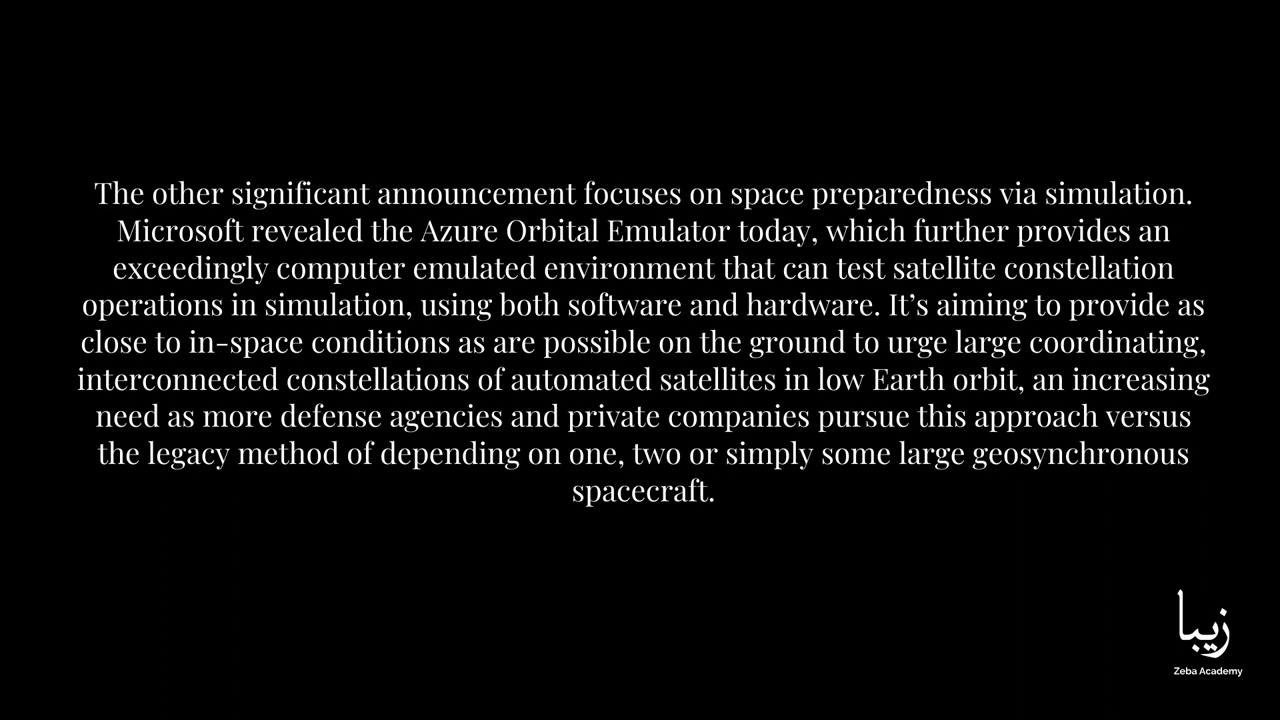 The other significant announcement focuses on space preparedness via simulation.
Microsoft revealed the Azure Orbital Emulator today, which further provides an
exceedingly computer emulated environment that can test satellite constellation
operations in simulation, using both software and hardware. It’s aiming to provide as
close to in-space conditions as are possible on the ground to urge large coordinating,
interconnected constellations of automated satellites in low Earth orbit, an increasing
need as more defense agencies and private companies pursue this approach versus
the legacy method of depending on one, two or simply some large geosynchronous
spacecraft.
زیبا
Zeba Academy